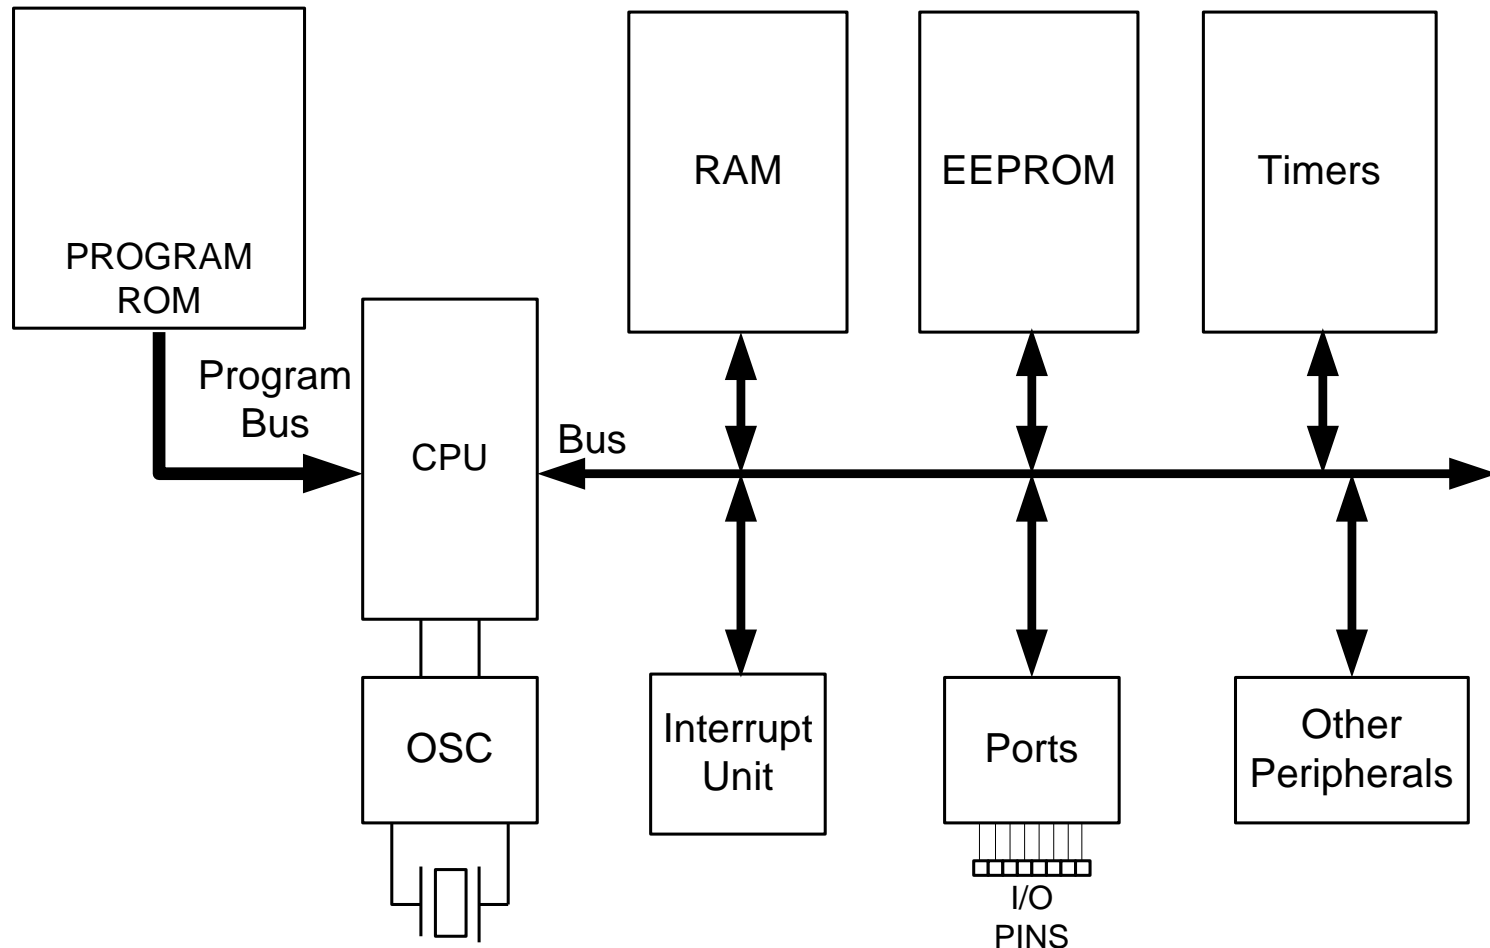 PROGRAM
ROM
RAM
EEPROM
Timers
Program
Bus
CPU
Bus
OSC
Interrupt
Unit
Ports
Other
Peripherals
I/O
PINS